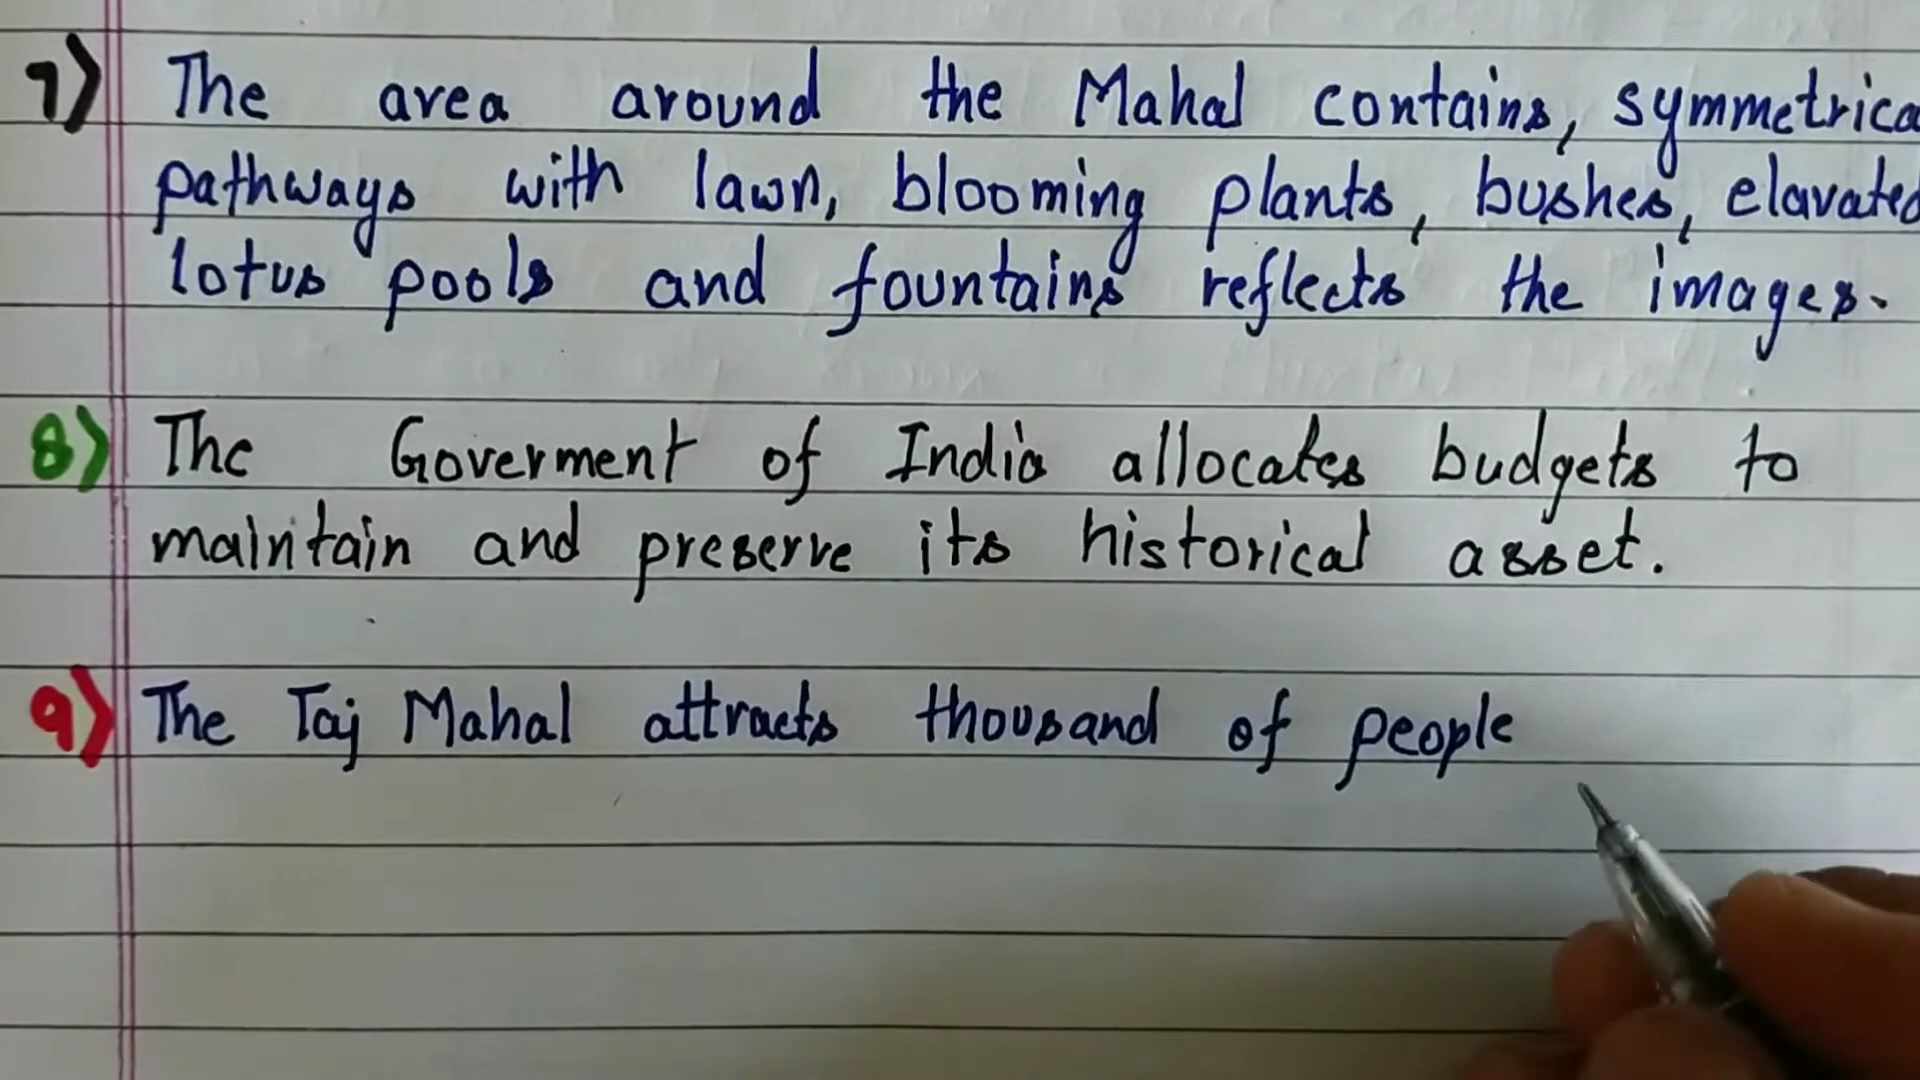 7) The area around the Mahal contains, symmetrica
pathways with lawn, blooming plants, bushes, elavated
lotus pools and fountains reflects the images.
8) The Goverment of India allocates budgets to
maintain and preserve its historical asset.
9) The Taj Mahal attracts thousand of people